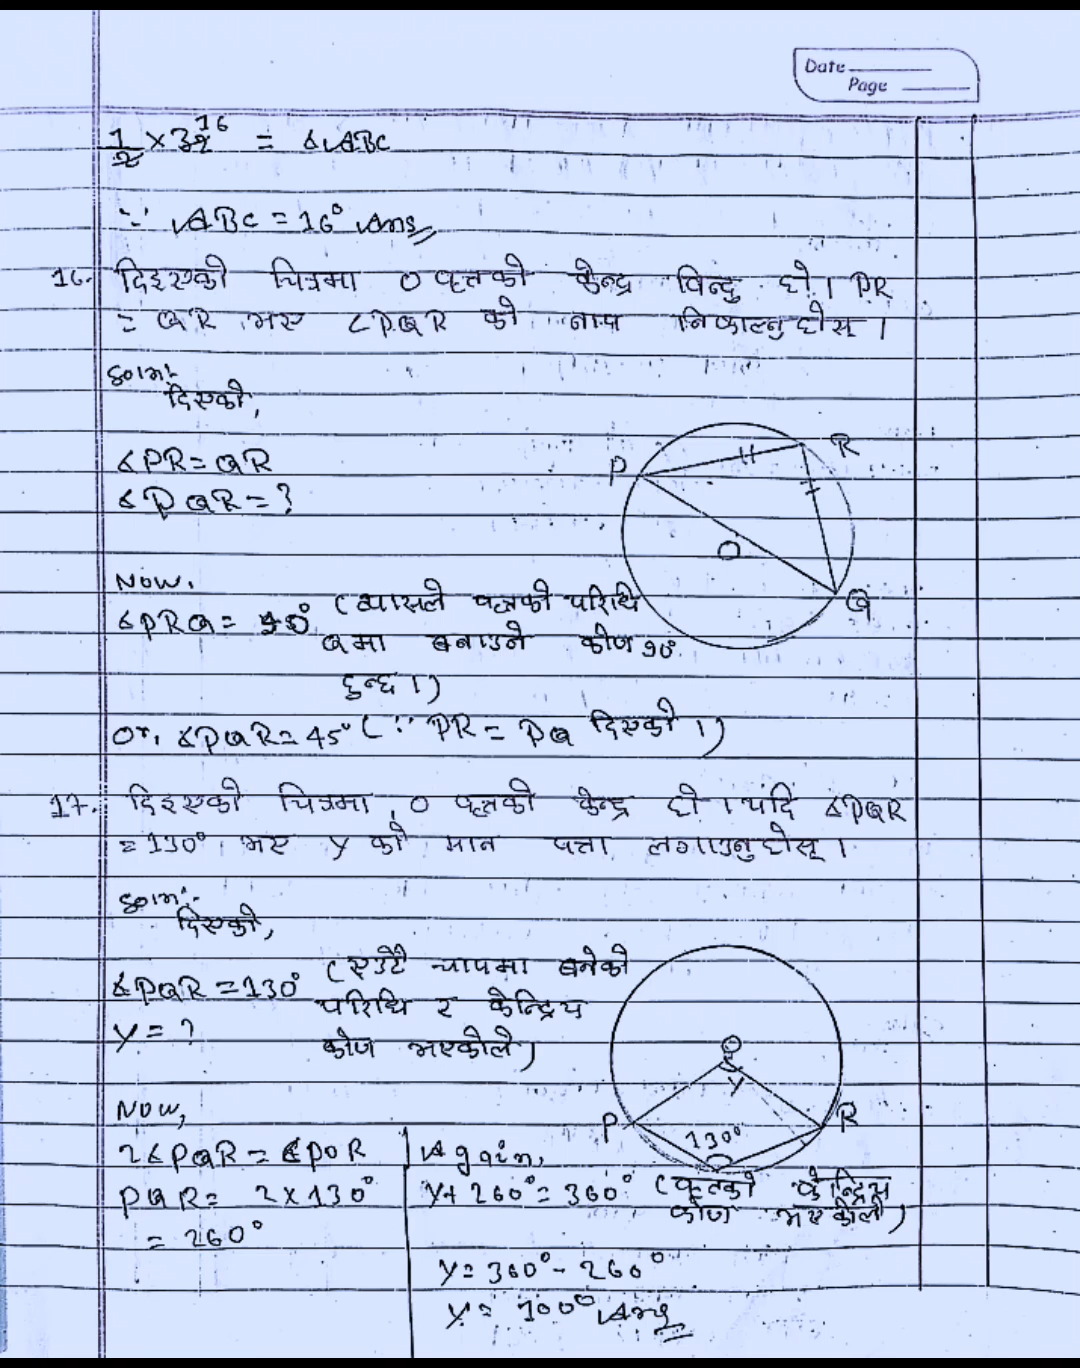 Date
Page
1/2 × 32 16 = ∡ABC
∵ ABC = 16° Ans
16. दिइएको चित्रमा O वृत्तको केन्द्र विन्दु हो। PR
= QR भए ∠PQR को नाप निकाल्नुहोस्।
Soln:
दिएको,
∡PR = QR
∡PQR = ?
P
R
O
Q
Now,
∡PRQ = 90° (व्यासले वृत्तको परिधि
मा बनाउने कोण 90°
हुन्छ।)
Or, ∡PQR = 45° (∵ PR = PQ दिएको।)
17. दिइएको चित्रमा, O वृत्तको केन्द्र हो। यदि ∡PQR
= 130° भए y को मान पत्ता लगाउनुहोस्।
Soln:
दिएको,
∡PQR = 130° (एउटै चापमा बनेको
परिधि र केन्द्रिय
कोण भएकोले)
y = ?
O
y
P
R
130°
Now,
2∡PQR = ∡POR
PQR = 2×130°
= 260°
Again,
y + 260° = 360° (वृत्तको केन्द्रिय
कोण भएकोले)
y = 360° - 260°
y = 100° Ans